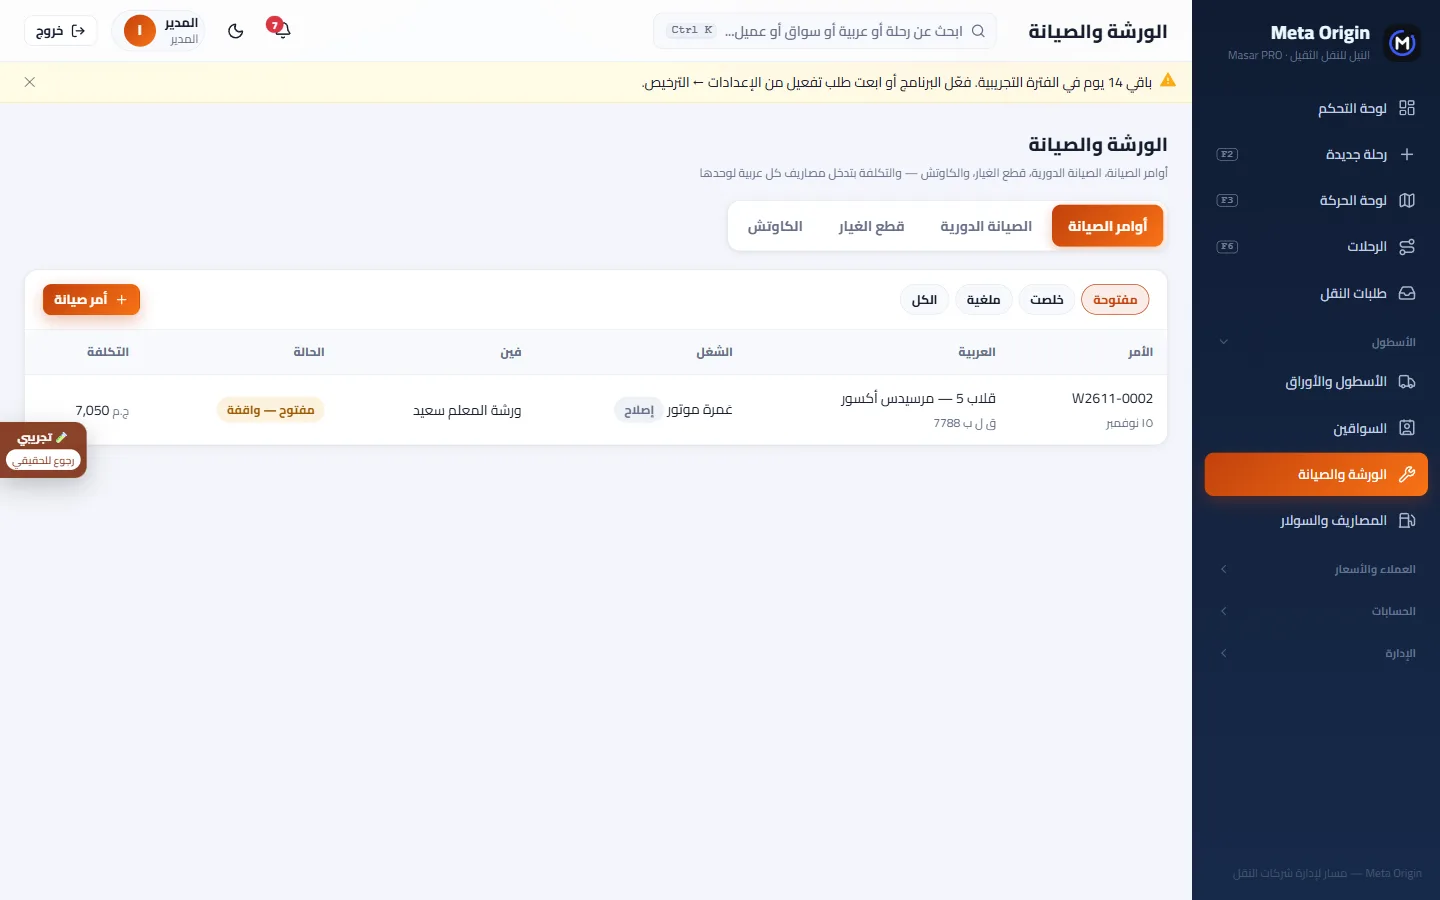 Meta Origin
النيل للنقل الثقيل · Masar PRO
لوحة التحكم
رحلة جديدة F2
لوحة الحركة F3
الرحلات F6
طلبات النقل
الأسطول
الأسطول والأوراق
السواقين
الورشة والصيانة
المصاريف والسولار
العملاء والأسعار
الحسابات
الإدارة
Meta Origin — مسار لإدارة شركات النقل
الورشة والصيانة
ابحث عن رحلة أو عربية أو سواق أو عميل... Ctrl K
7
المدير
المدير
ا
خروج
باقي 14 يوم في الفترة التجريبية. فعّل البرنامج أو ابعت طلب تفعيل من الإعدادات ← الترخيص.
الورشة والصيانة
أوامر الصيانة، الصيانة الدورية، قطع الغيار، والكاوتش — والتكلفة بتدخل مصاريف كل عربية لوحدها
أوامر الصيانة الصيانة الدورية قطع الغيار الكاوتش
مفتوحة خلصت ملغية الكل
أمر صيانة
الأمر العربية الشغل فين الحالة التكلفة
W2611-0002 قلاب 5 — مرسيدس أكسور عَمرة موتور إصلاح ورشة المعلم سعيد مفتوح — واقفة 7,050 ج.م
١٥ نوفمبر ق ل ب 7788
تجريبي
رجوع للحقيقي